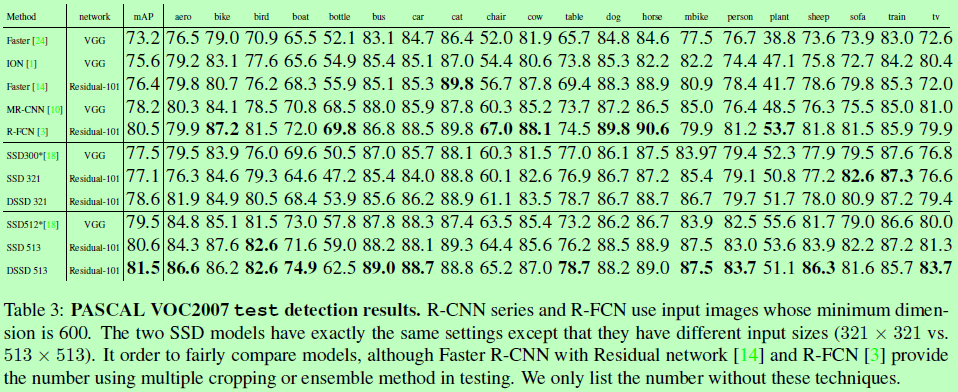 Method network mAP aero bike bird boat bottle bus car cat chair cow table dog horse mbike person plant sheep sofa train tv
Faster [24] VGG 73.2 76.5 79.0 70.9 65.5 52.1 83.1 84.7 86.4 52.0 81.9 65.7 84.8 84.6 77.5 76.7 38.8 73.6 73.9 83.0 72.6
ION [1] VGG 75.6 79.2 83.1 77.6 65.6 54.9 85.4 85.1 87.0 54.4 80.6 73.8 85.3 82.2 82.2 74.4 47.1 75.8 72.7 84.2 80.4
Faster [14] Residual-101 76.4 79.8 80.7 76.2 68.3 55.9 85.1 85.3 89.8 56.7 87.8 69.4 88.3 88.9 80.9 78.4 41.7 78.6 79.8 85.3 72.0
MR-CNN [10] VGG 78.2 80.3 84.1 78.5 70.8 68.5 88.0 85.9 87.8 60.3 85.2 73.7 87.2 86.5 85.0 76.4 48.5 76.3 75.5 85.0 81.0
R-FCN [3] Residual-101 80.5 79.9 87.2 81.5 72.0 69.8 86.8 88.5 89.8 67.0 88.1 74.5 89.8 90.6 79.9 81.2 53.7 81.8 81.5 85.9 79.9
SSD300*[18] VGG 77.5 79.5 83.9 76.0 69.6 50.5 87.0 85.7 88.1 60.3 81.5 77.0 86.1 87.5 83.97 79.4 52.3 77.9 79.5 87.6 76.8
SSD 321 Residual-101 77.1 76.3 84.6 79.3 64.6 47.2 85.4 84.0 88.8 60.1 82.6 76.9 86.7 87.2 85.4 79.1 50.8 77.2 82.6 87.3 76.6
DSSD 321 Residual-101 78.6 81.9 84.9 80.5 68.4 53.9 85.6 86.2 88.9 61.1 83.5 78.7 86.7 88.7 86.7 79.7 51.7 78.0 80.9 87.2 79.4
SSD512*[18] VGG 79.5 84.8 85.1 81.5 73.0 57.8 87.8 88.3 87.4 63.5 85.4 73.2 86.2 86.7 83.9 82.5 55.6 81.7 79.0 86.6 80.0
SSD 513 Residual-101 80.6 84.3 87.6 82.6 71.6 59.0 88.2 88.1 89.3 64.4 85.6 76.2 88.5 88.9 87.5 83.0 53.6 83.9 82.2 87.2 81.3
DSSD 513 Residual-101 81.5 86.6 86.2 82.6 74.9 62.5 89.0 88.7 88.8 65.2 87.0 78.7 88.2 89.0 87.5 83.7 51.1 86.3 81.6 85.7 83.7
Table 3: PASCAL VOC2007 test detection results. R-CNN series and R-FCN use input images whose minimum dimen-
sion is 600. The two SSD models have exactly the same settings except that they have different input sizes (321 × 321 vs.
513 × 513). It order to fairly compare models, although Faster R-CNN with Residual network [14] and R-FCN [3] provide
the number using multiple cropping or ensemble method in testing. We only list the number without these techniques.